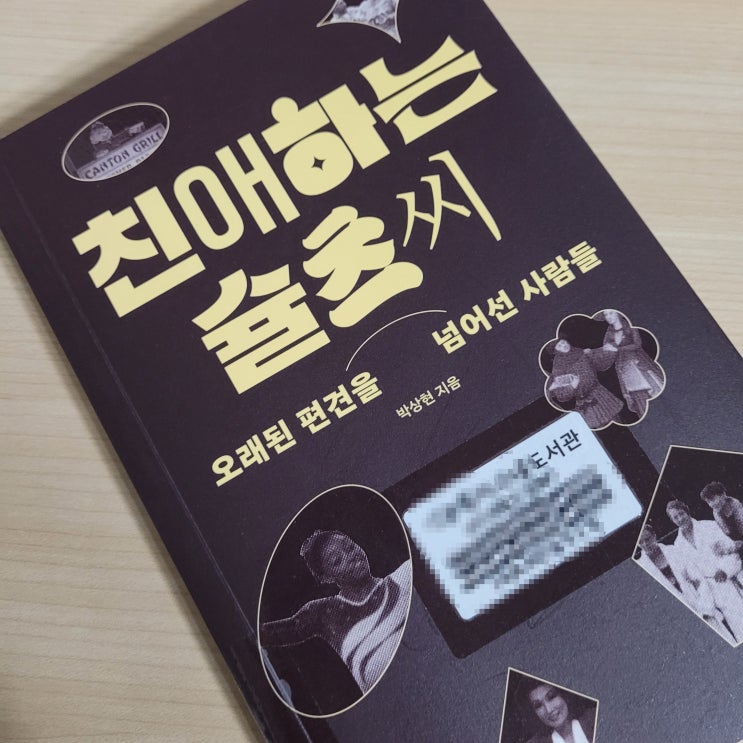 CANTON GRILL
친애하는
슐츠씨
오래된 편견을 넘어선 사람들
박상현 지음
도서관